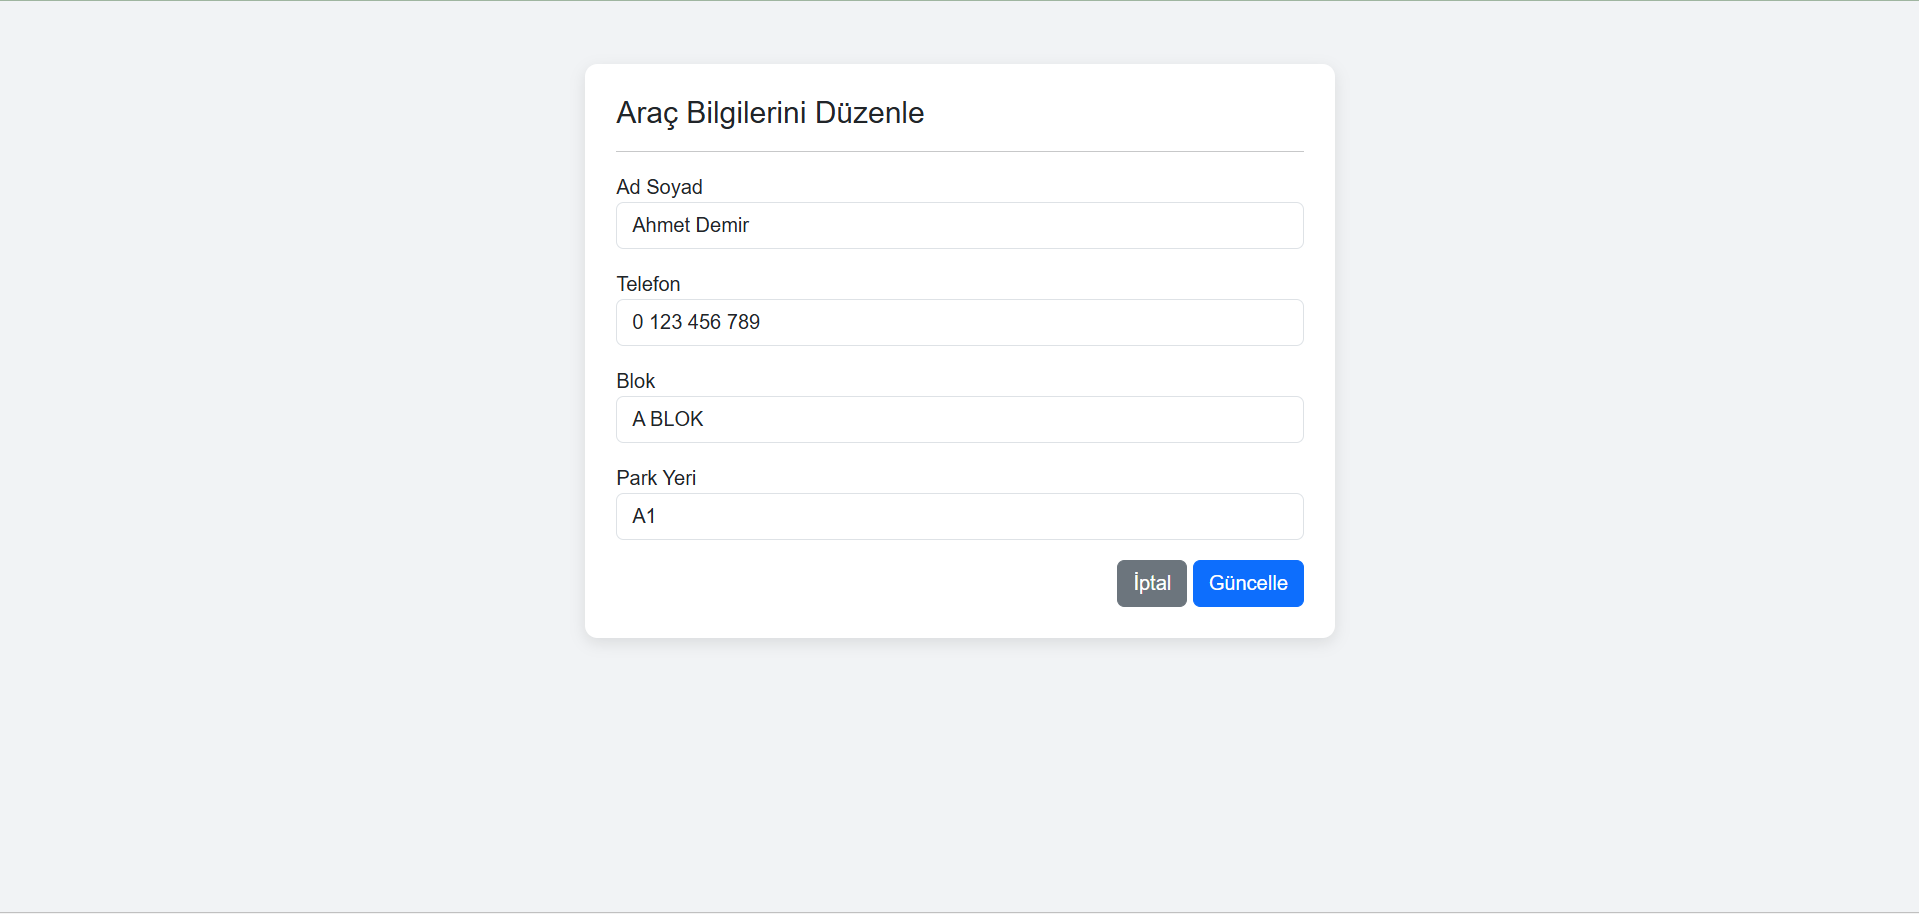 Araç Bilgilerini Düzenle
Ad Soyad
Ahmet Demir
Telefon
0 123 456 789
Blok
A BLOK
Park Yeri
A1
İptal Güncelle